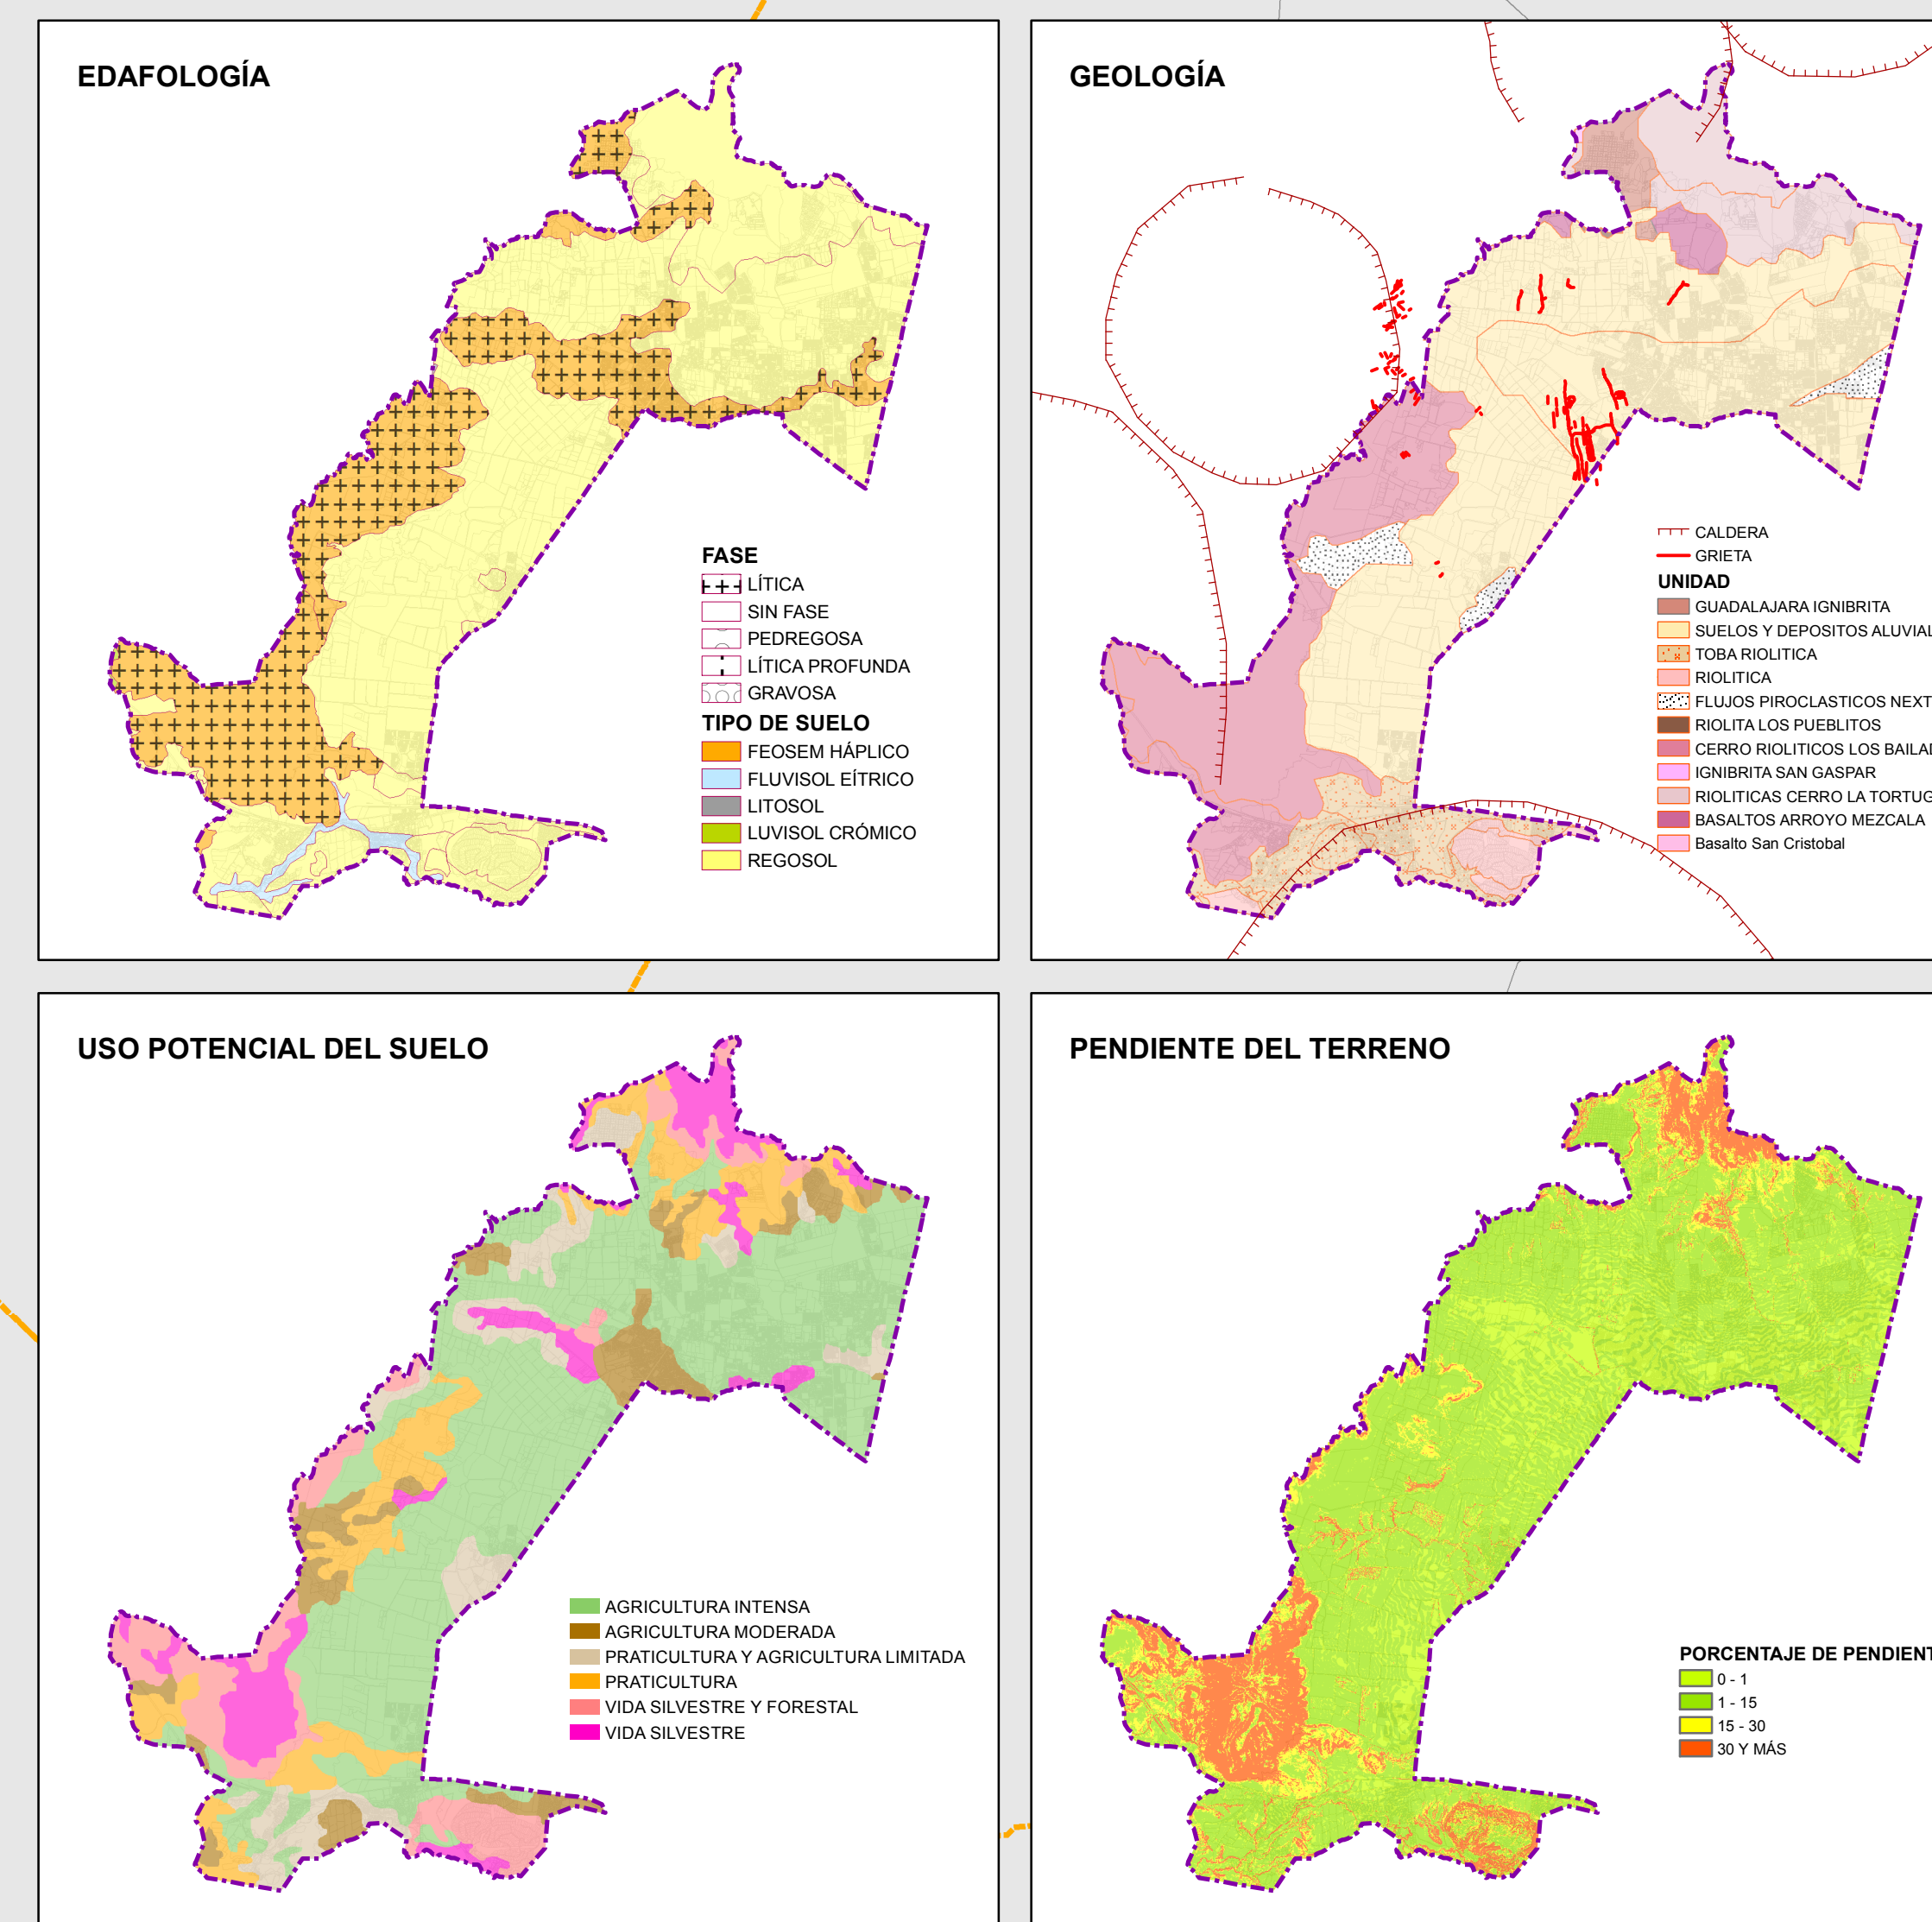 EDAFOLOGÍA
FASE
LÍTICA
SIN FASE
PEDREGOSA
LÍTICA PROFUNDA
GRAVOSA
TIPO DE SUELO
FEOSEM HÁPLICO
FLUVISOL EÍTRICO
LITOSOL
LUVISOL CRÓMICO
REGOSOL
GEOLOGÍA
CALDERA
GRIETA
UNIDAD
GUADALAJARA IGNIBRITA
SUELOS Y DEPOSITOS ALUVIAL
TOBA RIOLITICA
RIOLITICA
FLUJOS PIROCLASTICOS NEXT
RIOLITA LOS PUEBLITOS
CERRO RIOLITICOS LOS BAILAD
IGNIBRITA SAN GASPAR
RIOLITICAS CERRO LA TORTUG
BASALTOS ARROYO MEZCALA
Basalto San Cristobal
USO POTENCIAL DEL SUELO
AGRICULTURA INTENSA
AGRICULTURA MODERADA
PRATICULTURA Y AGRICULTURA LIMITADA
PRATICULTURA
VIDA SILVESTRE Y FORESTAL
VIDA SILVESTRE
PENDIENTE DEL TERRENO
PORCENTAJE DE PENDIENT
0 - 1
1 - 15
15 - 30
30 Y MÁS